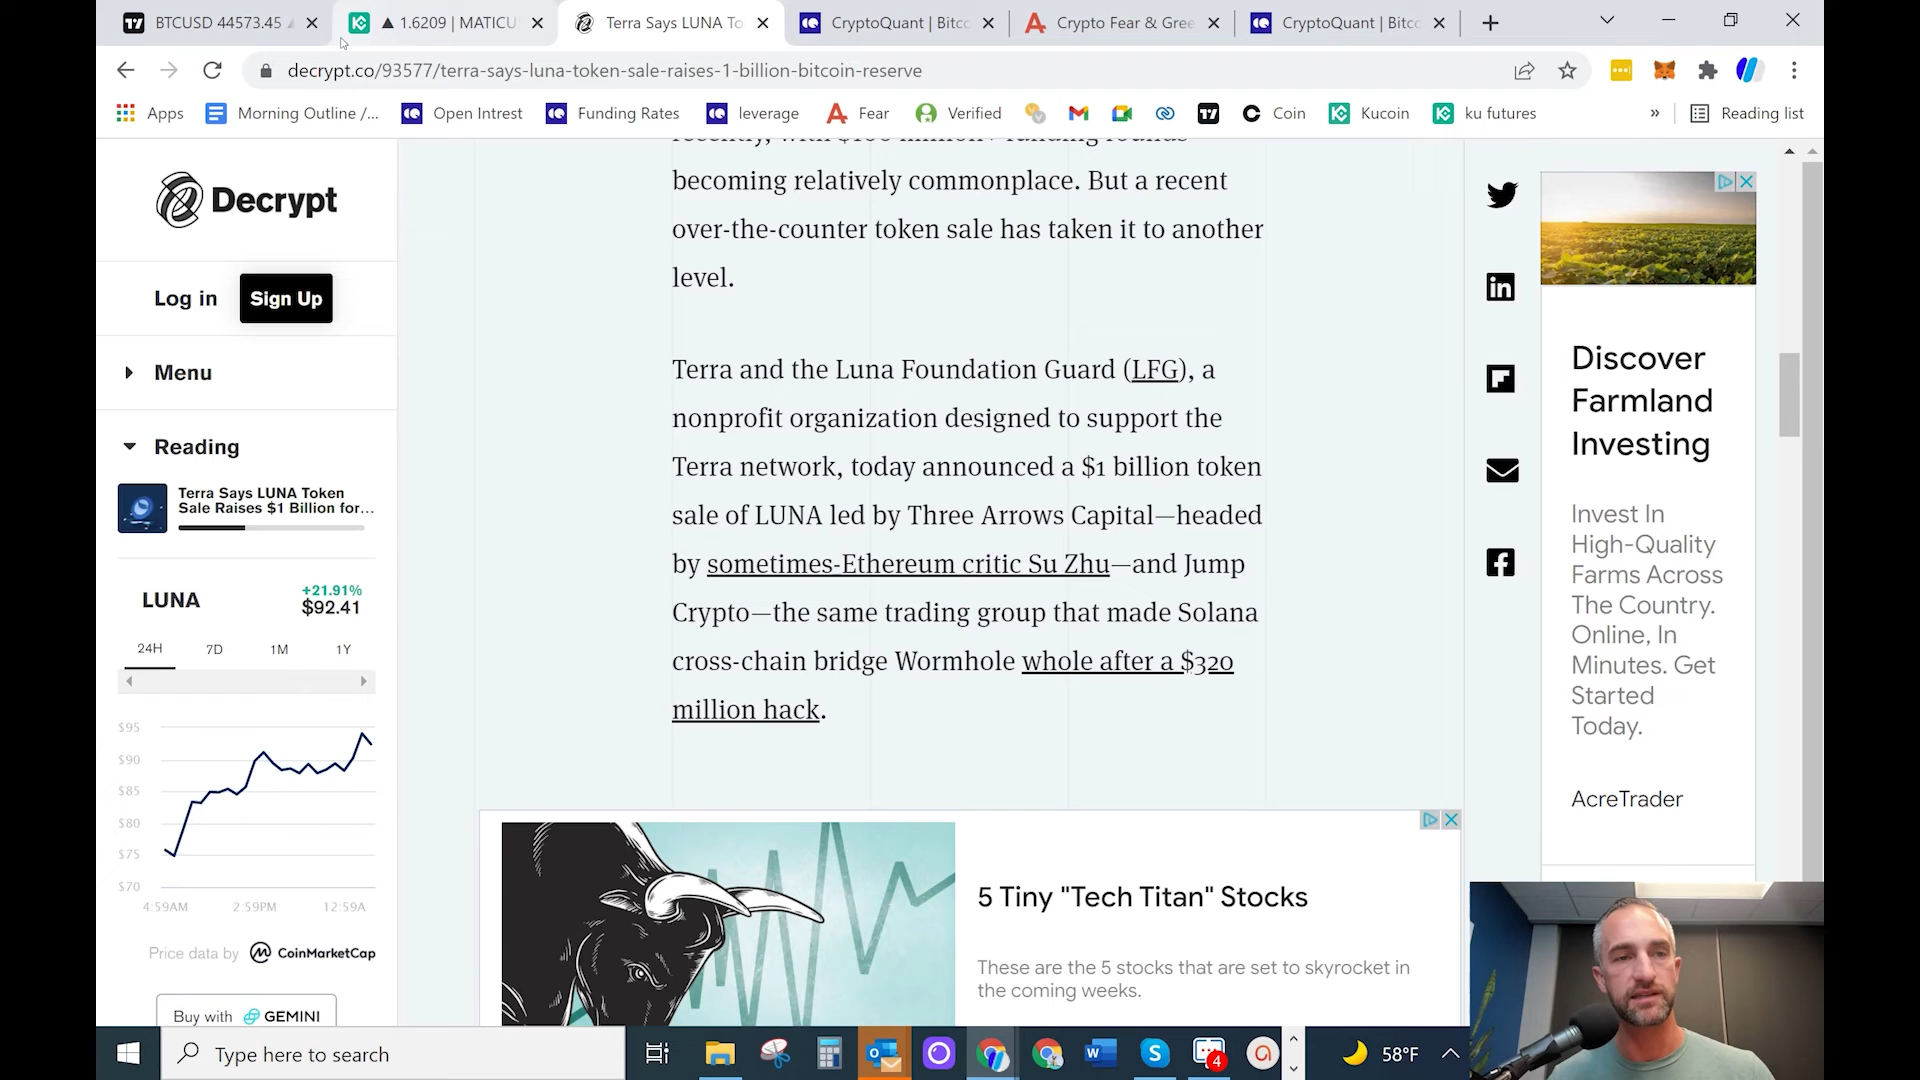 BTCUSD 44573.45
▲ 1.6209 | MATICU
Terra Says LUNA To
CryptoQuant | Bitc
Crypto Fear & Gree
CryptoQuant | Bitc
decrypt.co/93577/terra-says-luna-token-sale-raises-1-billion-bitcoin-reserve
Apps
Morning Outline /...
Open Intrest
Funding Rates
leverage
Fear
Verified
Coin
Kucoin
ku futures
»
Reading list
Decrypt
Log in
Sign Up
Menu
Reading
Terra Says LUNA Token
Sale Raises $1 Billion for...
LUNA
+21.91%
$92.41
24H
7D
1M
1Y
$95
$90
$85
$80
$75
$70
4:59AM
2:59PM
12:59A
Price data by CoinMarketCap
Buy with GEMINI
recently, with $100 million+ funding rounds
becoming relatively commonplace. But a recent
over-the-counter token sale has taken it to another
level.
Terra and the Luna Foundation Guard (LFG), a
nonprofit organization designed to support the
Terra network, today announced a $1 billion token
sale of LUNA led by Three Arrows Capital—headed
by sometimes-Ethereum critic Su Zhu—and Jump
Crypto—the same trading group that made Solana
cross-chain bridge Wormhole whole after a $320
million hack.
5 Tiny "Tech Titan" Stocks
These are the 5 stocks that are set to skyrocket in
the coming weeks.
Discover
Farmland
Investing
Invest In
High-Quality
Farms Across
The Country.
Online, In
Minutes. Get
Started
Today.
AcreTrader
Type here to search
4
58°F